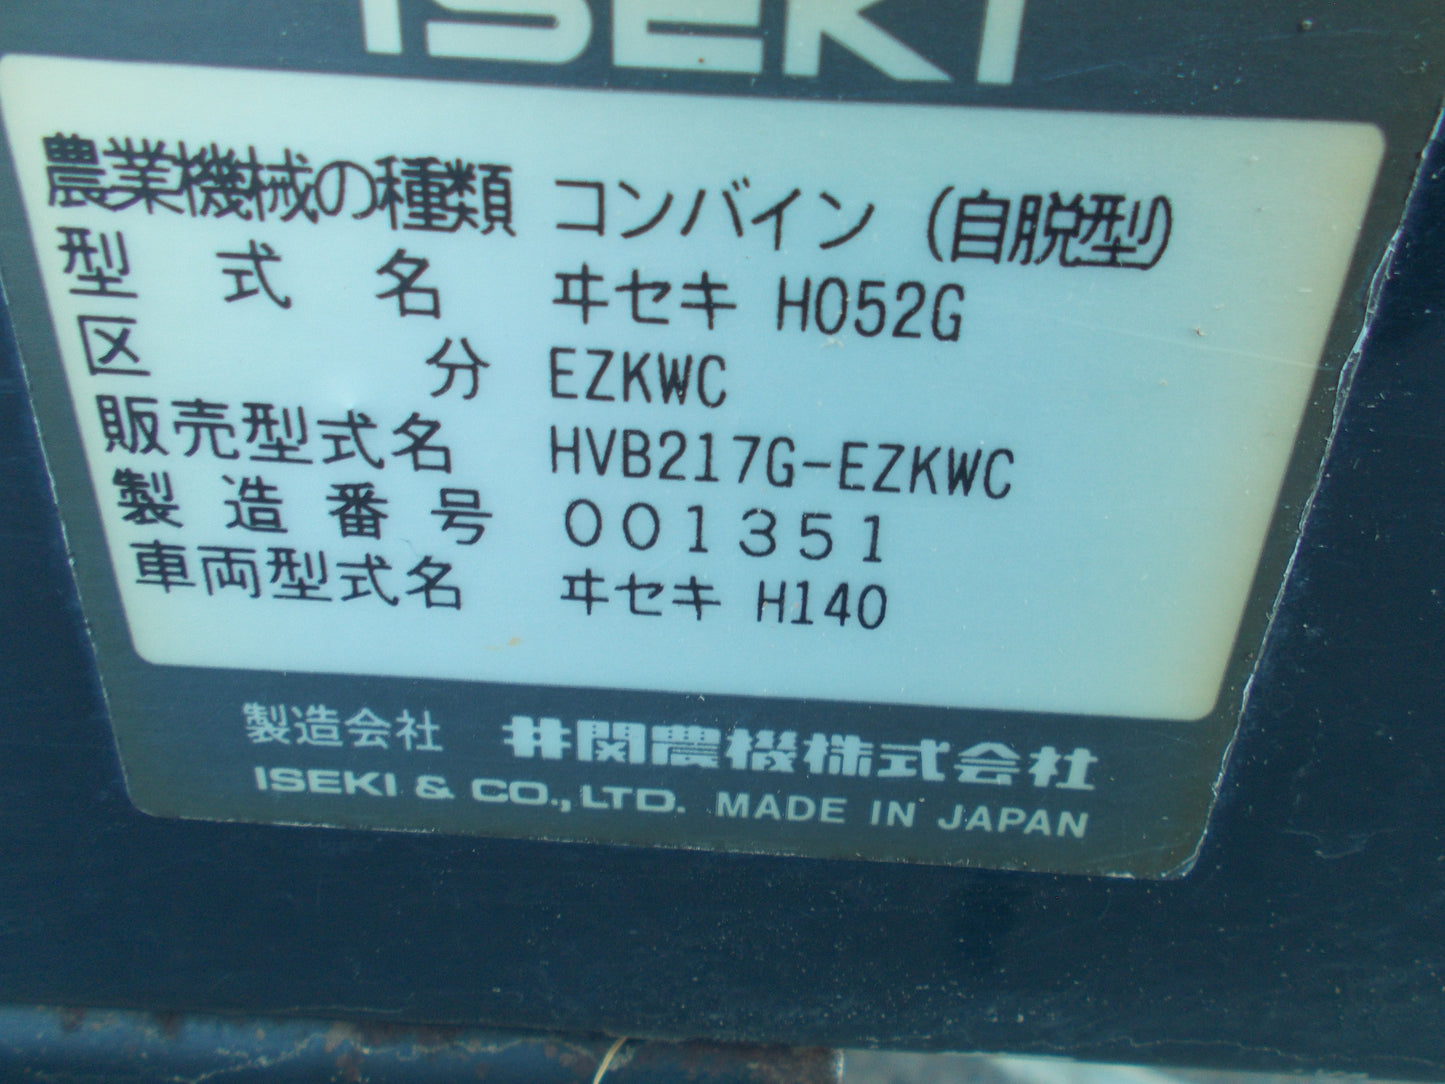 ISEKI
農業機械の種類 コンバイン (自脱型)
型式名 ヰセキ H052G
区分 EZKWC
販売型式名 HVB217G-EZKWC
製造番号 001351
車両型式名 ヰセキ H140
製造会社 井関農機株式会社
ISEKI & CO., LTD. MADE IN JAPAN